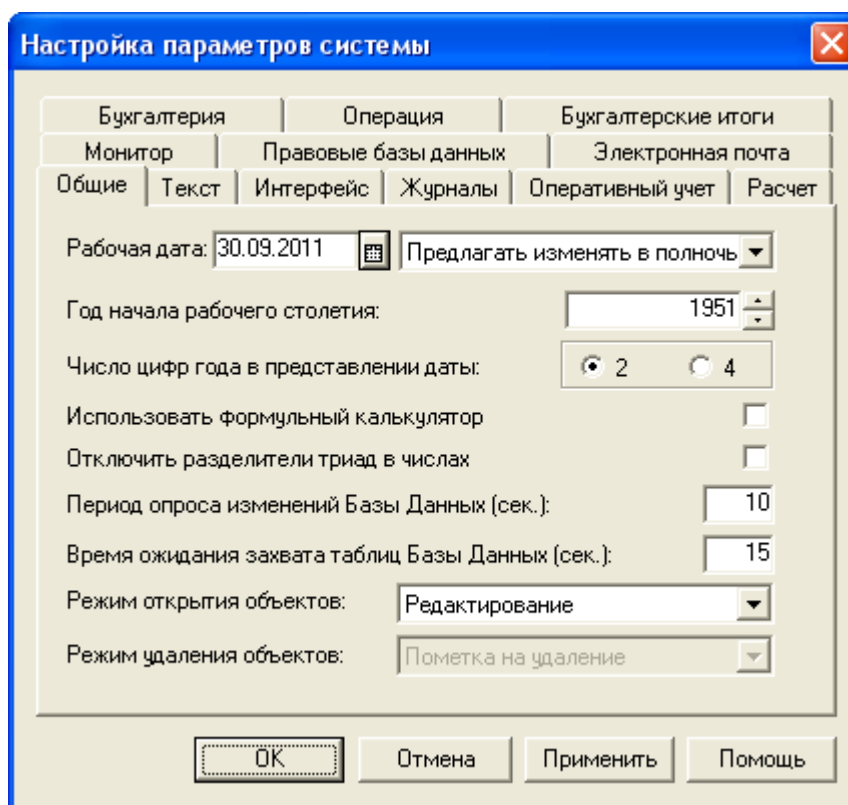 Настройка параметров системы
Бухгалтерия Операция Бухгалтерские итоги
Монитор Правовые базы данных Электронная почта
Общие Текст Интерфейс Журналы Оперативный учет Расчет
Рабочая дата: 30.09.2011 Предлагать изменять в полночь
Год начала рабочего столетия: 1951
Число цифр года в представлении даты: 2 4
Использовать формульный калькулятор
Отключить разделители триад в числах
Период опроса изменений Базы Данных (сек.): 10
Время ожидания захвата таблиц Базы Данных (сек.): 15
Режим открытия объектов: Редактирование
Режим удаления объектов: Пометка на удаление
OK Отмена Применить Помощь